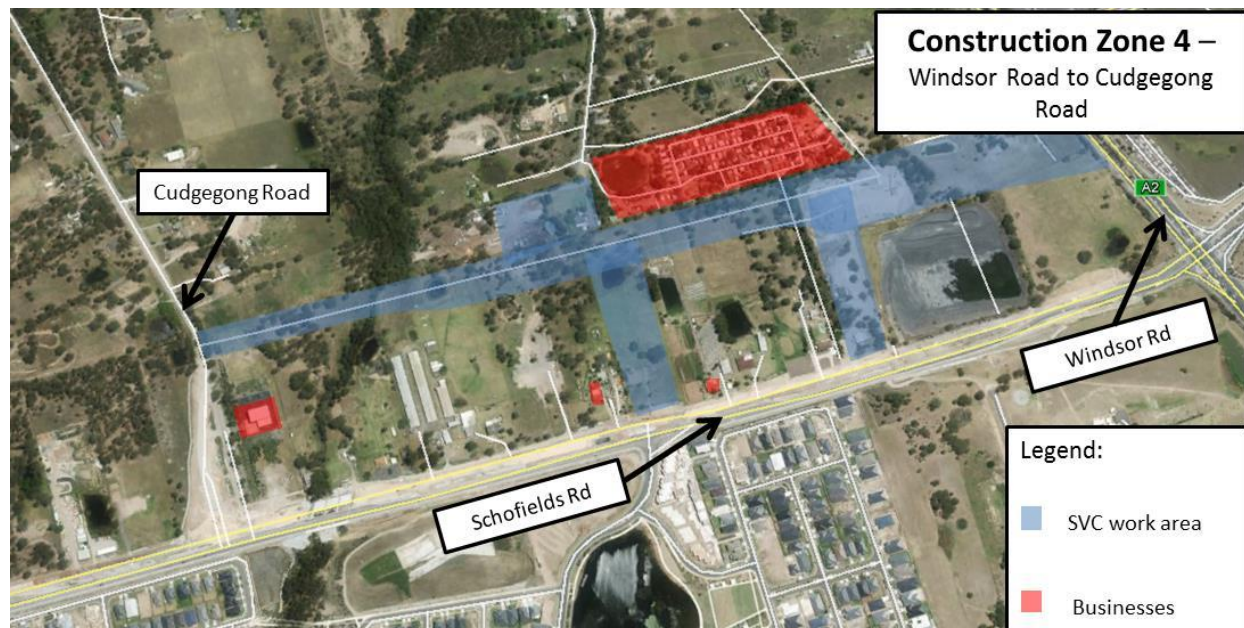 Construction Zone 4 –
Windsor Road to Cudgegong
Road
Cudgegong Road
A2
Windsor Rd
Schofields Rd
Legend:
SVC work area
Businesses